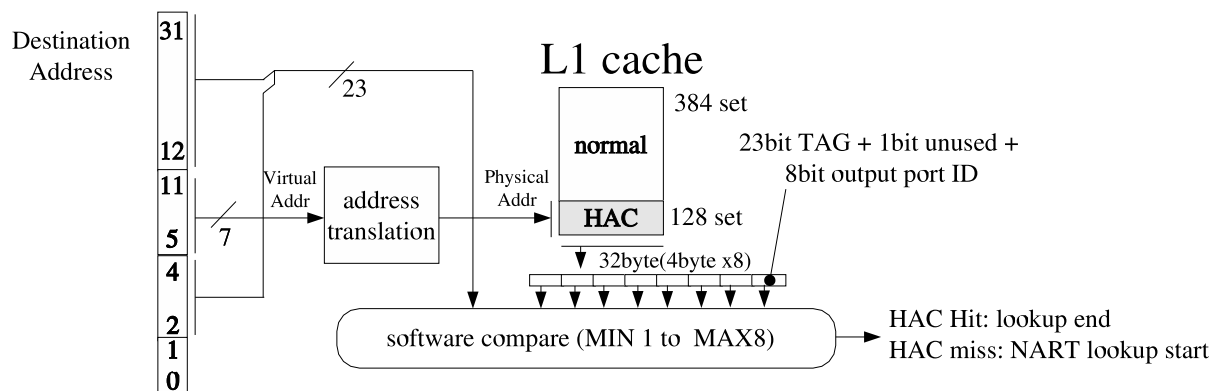 Destination
Address
31
12
11
5
4
2
1
0
23
7
Virtual
Addr
address
translation
Physical
Addr
L1 cache
384 set
normal
HAC
128 set
23bit TAG + 1bit unused +
8bit output port ID
32byte(4byte x8)
software compare (MIN 1 to MAX8)
HAC Hit: lookup end
HAC miss: NART lookup start